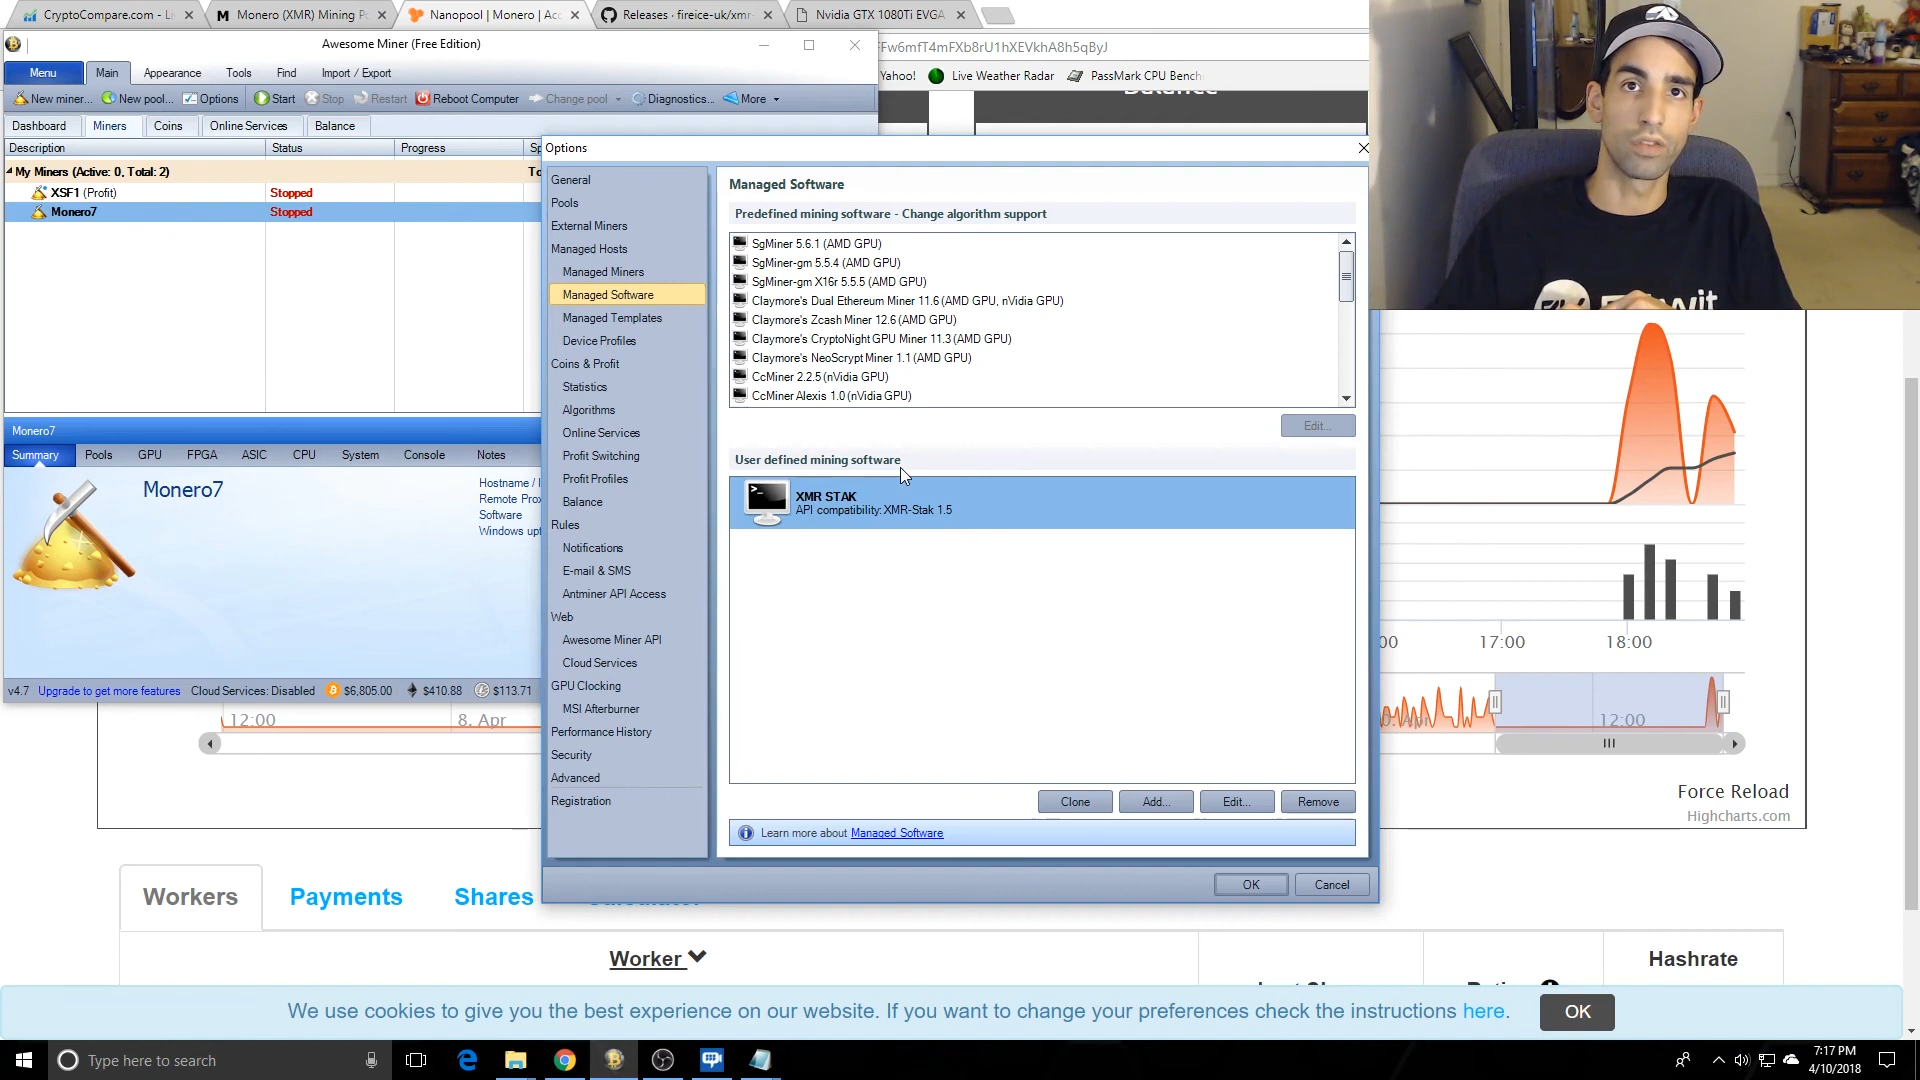 CryptoCompare.com - Li
Monero (XMR) Mining P
Nanopool | Monero | Acc
Releases · fireice-uk/xmr-
Nvidia GTX 1080Ti EVGA
Awesome Miner (Free Edition)
Fw6mfT4mFXb8rU1hXEVkhA8h5qByJ
Menu
Main
Appearance
Tools
Find
Import / Export
Yahoo!
Live Weather Radar
PassMark CPU Bench
New miner...
New pool...
Options
Start
Stop
Restart
Reboot Computer
Change pool
Diagnostics...
More
Balance
Dashboard
Miners
Coins
Online Services
Balance
Description
Status
Progress
Sp
My Miners (Active: 0, Total: 2)
To
XSF1 (Profit)
Stopped
Monero7
Stopped
Options
General
Pools
External Miners
Managed Hosts
Managed Miners
Managed Software
Managed Templates
Device Profiles
Coins & Profit
Statistics
Algorithms
Online Services
Profit Switching
Profit Profiles
Balance
Rules
Notifications
E-mail & SMS
Antminer API Access
Web
Awesome Miner API
Cloud Services
GPU Clocking
MSI Afterburner
Performance History
Security
Advanced
Registration
Managed Software
Predefined mining software - Change algorithm support
SgMiner 5.6.1 (AMD GPU)
SgMiner-gm 5.5.4 (AMD GPU)
SgMiner-gm X16r 5.5.5 (AMD GPU)
Claymore's Dual Ethereum Miner 11.6 (AMD GPU, nVidia GPU)
Claymore's Zcash Miner 12.6 (AMD GPU)
Claymore's CryptoNight GPU Miner 11.3 (AMD GPU)
Claymore's NeoScrypt Miner 1.1 (AMD GPU)
CcMiner 2.2.5 (nVidia GPU)
CcMiner Alexis 1.0 (nVidia GPU)
Edit...
User defined mining software
XMR STAK
API compatibility: XMR-Stak 1.5
Clone
Add...
Edit...
Remove
Learn more about Managed Software
OK
Cancel
Monero7
Summary
Pools
GPU
FPGA
ASIC
CPU
System
Console
Notes
Monero7
Hostname / I
Remote Prox
Software
Windows upt
v4.7
Upgrade to get more features
Cloud Services: Disabled
$6,805.00
$410.88
$113.71
12:00
8. Apr
00
17:00
18:00
12:00
Force Reload
Highcharts.com
Workers
Payments
Shares
Worker
Hashrate
We use cookies to give you the best experience on our website. If you want to change your preferences check the instructions here.
OK
Type here to search
7:17 PM
4/10/2018